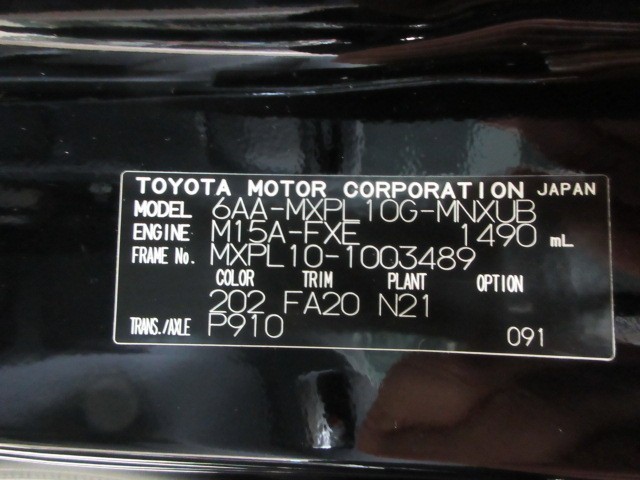 TOYOTA MOTOR CORPORATION JAPAN
MODEL 6AA-MXPL10G-MNXUB
ENGINE M15A-FXE 1490 mL
FRAME No. MXPL10-1003489
COLOR TRIM PLANT OPTION
202 FA20 N21
TRANS./AXLE P910 091